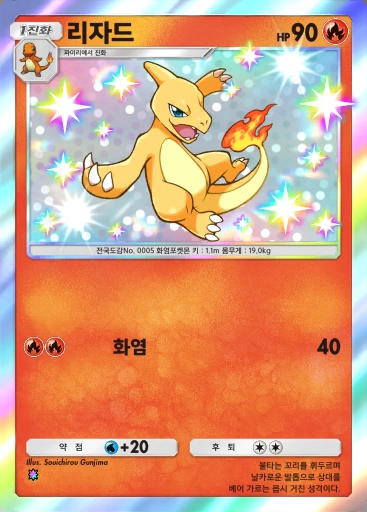 1진화
리자드
HP 90
파이리에서 진화
전국도감No. 0005 화염포켓몬 키 : 1.1m 몸무게 : 19.0kg
화염 40
약 점 +20 후 퇴
Illus. Souichirou Gunjima
불타는 꼬리를 휘두르며
날카로운 발톱으로 상대를
베어 가르는 몹시 거친 성격이다.